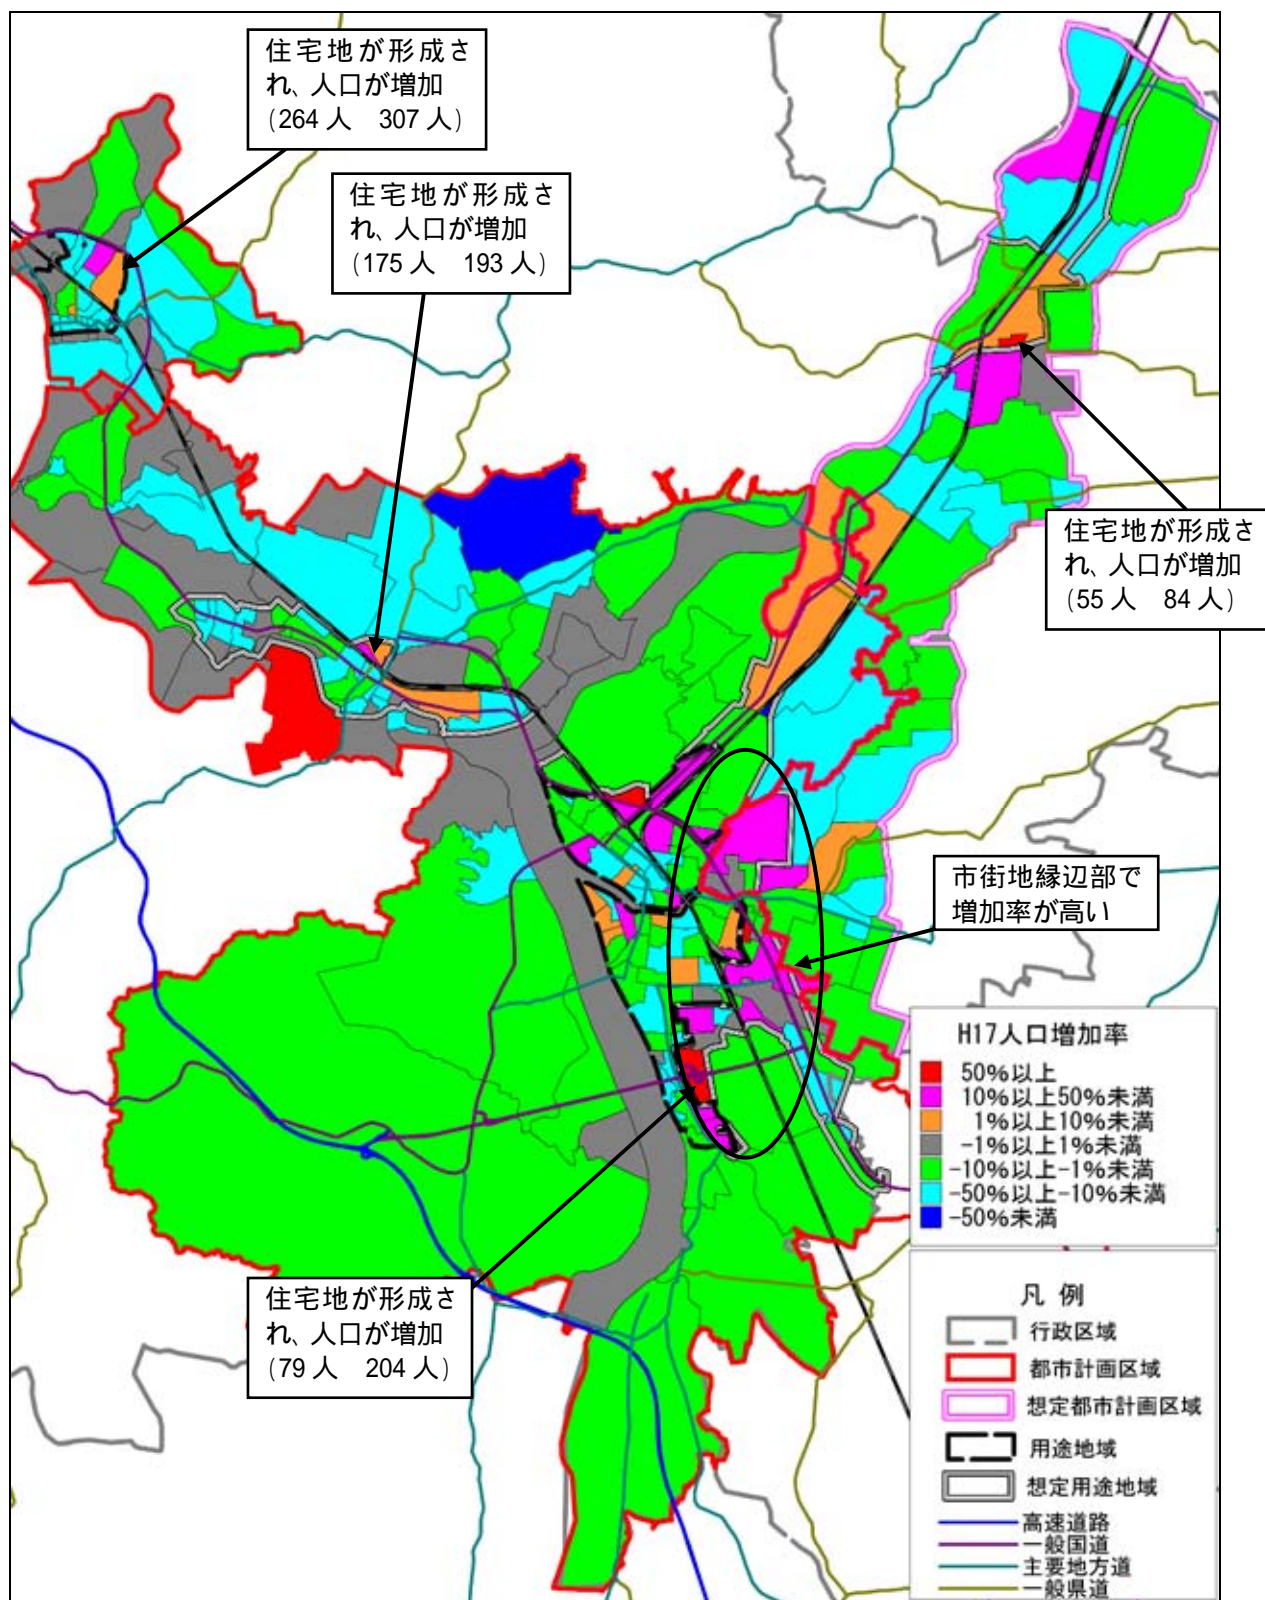 住宅地が形成さ
れ、人口が増加
(264 人　307 人)
住宅地が形成さ
れ、人口が増加
(175 人　193 人)
住宅地が形成さ
れ、人口が増加
(55 人　84 人)
市街地縁辺部で
増加率が高い
住宅地が形成さ
れ、人口が増加
(79 人　204 人)
H17人口増加率
50%以上
10%以上50%未満
1%以上10%未満
-1%以上1%未満
-10%以上-1%未満
-50%以上-10%未満
-50%未満
凡 例
行政区域
都市計画区域
想定都市計画区域
用途地域
想定用途地域
高速道路
一般国道
主要地方道
一般県道